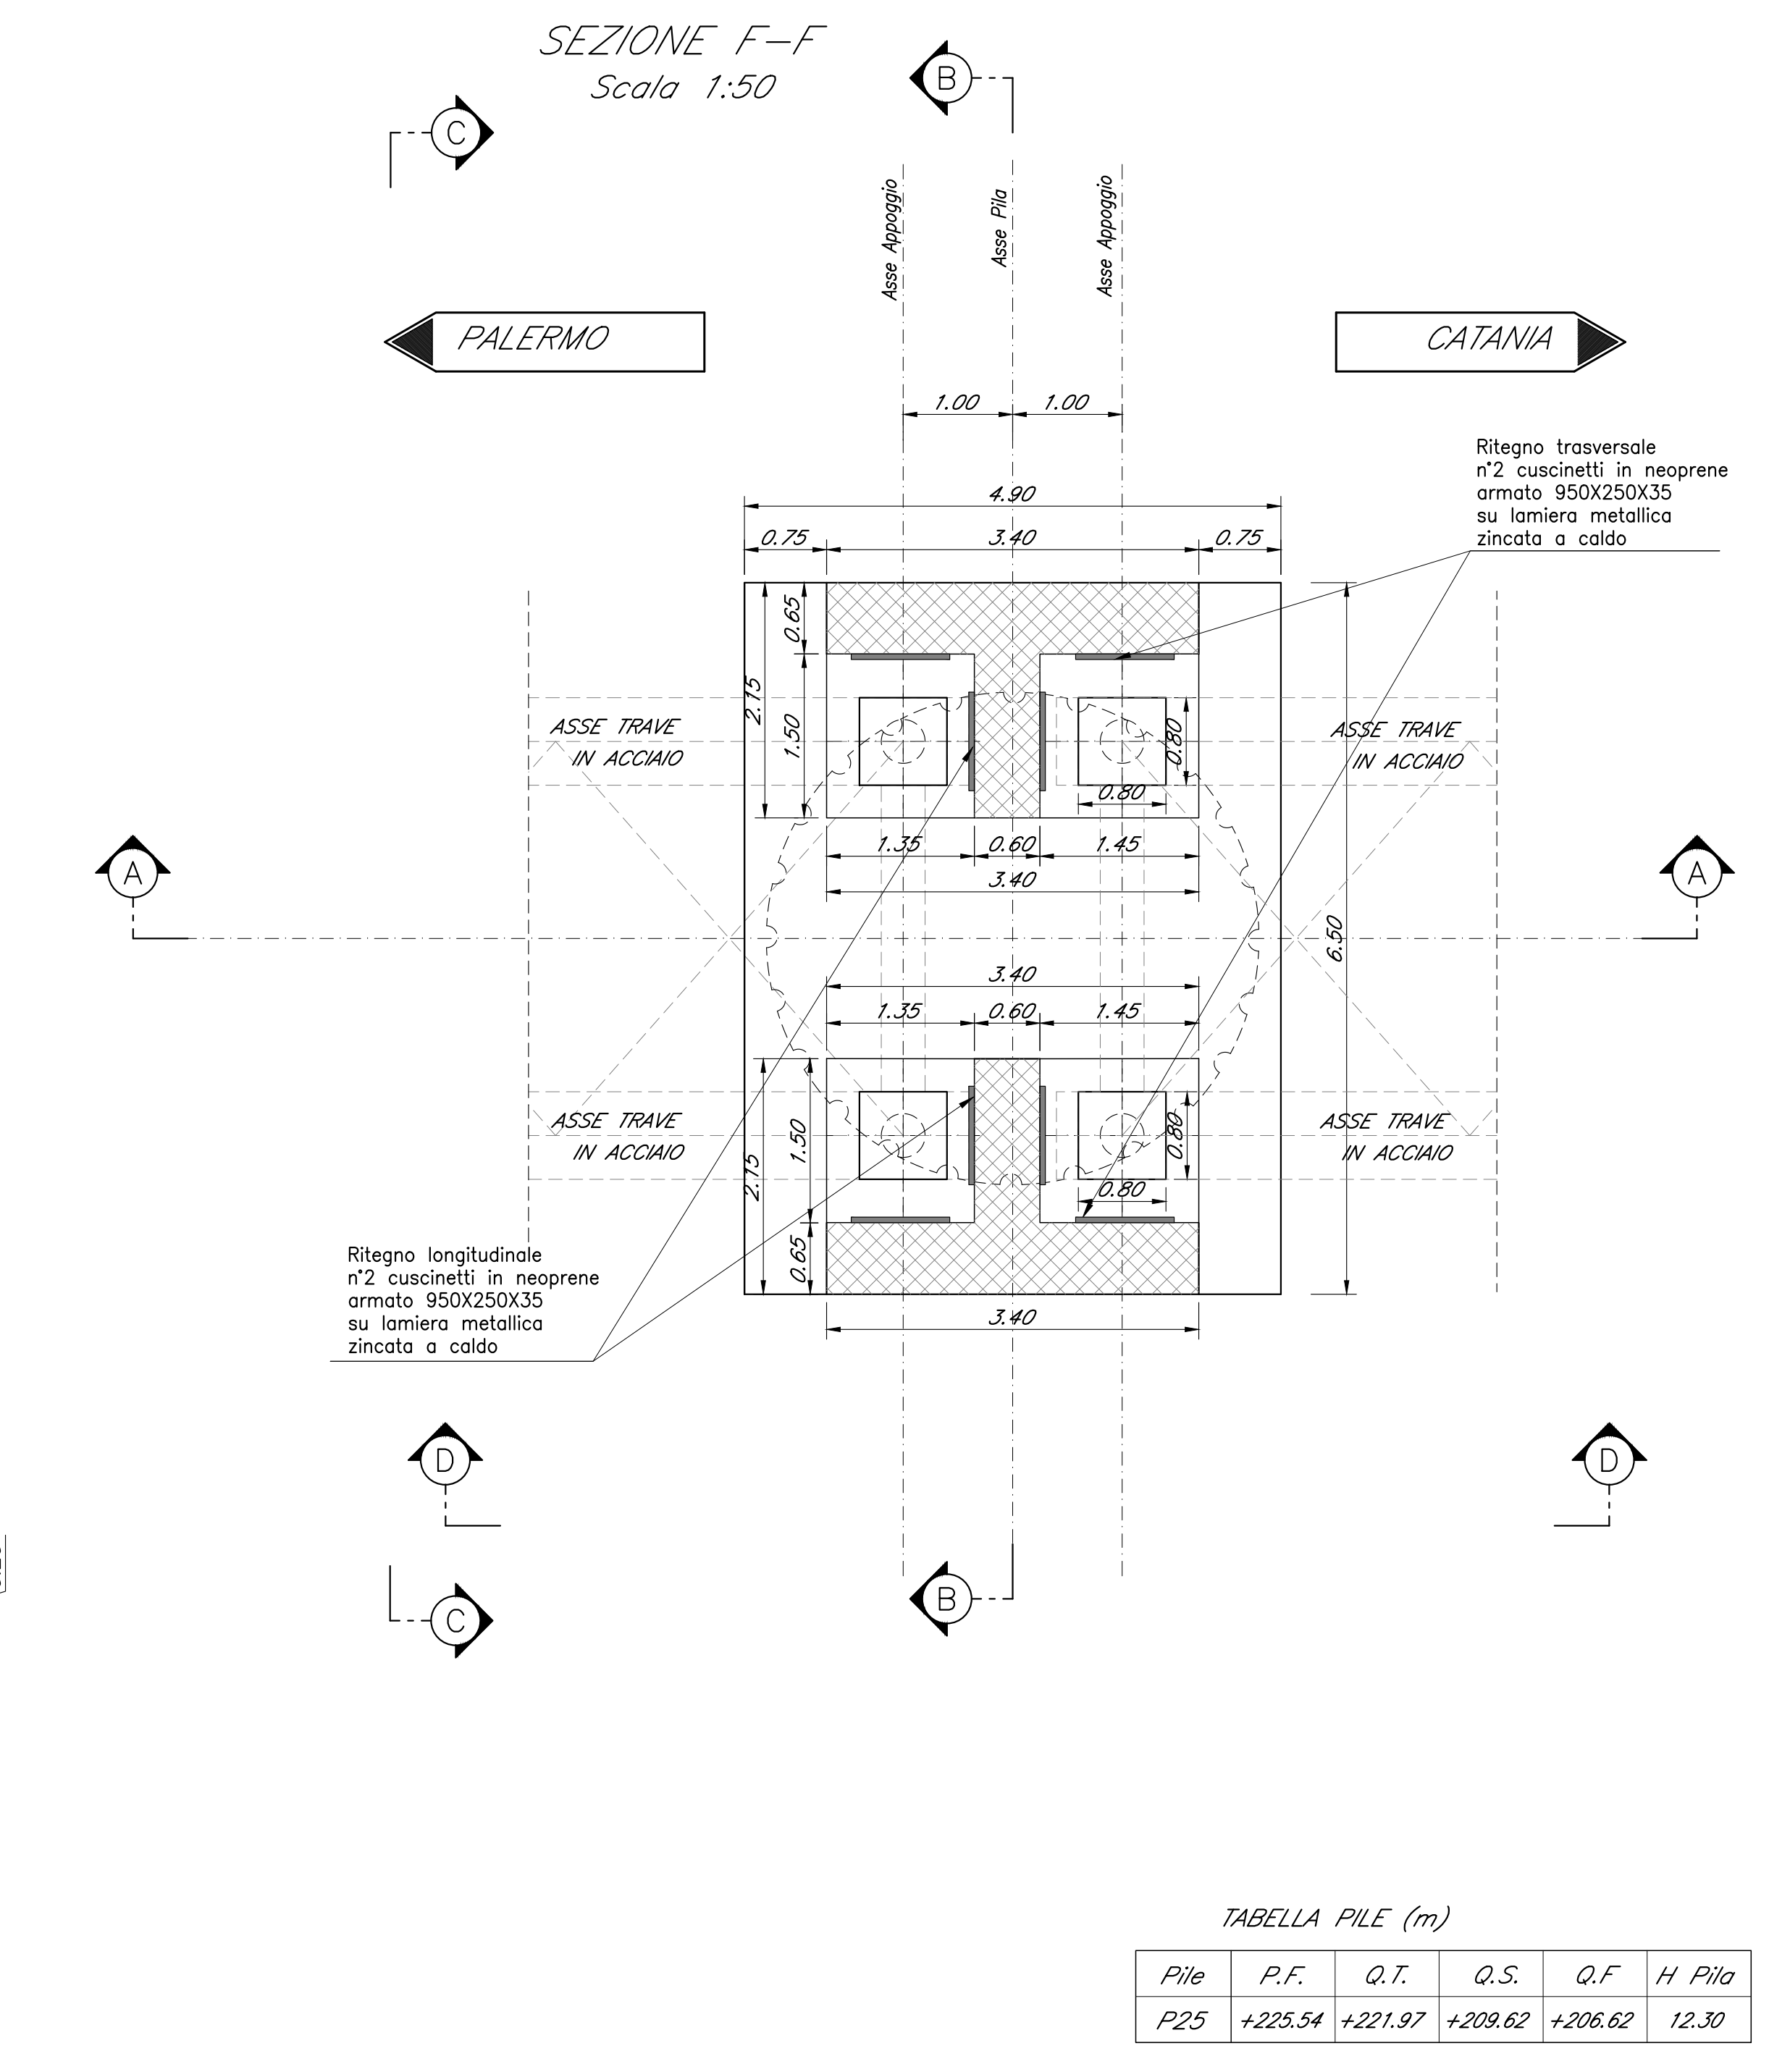 SEZIONE F-F
Scala 1:50
B
C
Asse Appoggio
Asse Pila
Asse Appoggio
PALERMO
CATANIA
1.00
1.00
Ritegno trasversale
n°2 cuscinetti in neoprene
armato 950X250X35
su lamiera metallica
zincata a caldo
4.90
0.75
3.40
0.75
0.65
2.15
1.50
ASSE TRAVE
IN ACCIAIO
0.80
0.80
ASSE TRAVE
IN ACCIAIO
1.35
0.60
1.45
3.40
A
A
6.50
3.40
1.35
0.60
1.45
ASSE TRAVE
IN ACCIAIO
1.50
2.15
0.65
0.80
0.80
ASSE TRAVE
IN ACCIAIO
Ritegno longitudinale
n°2 cuscinetti in neoprene
armato 950X250X35
su lamiera metallica
zincata a caldo
3.40
D
D
B
C
TABELLA PILE (m)
Pile P.F. Q.T. Q.S. Q.F H Pila
P25 +225.54 +221.97 +209.62 +206.62 12.30